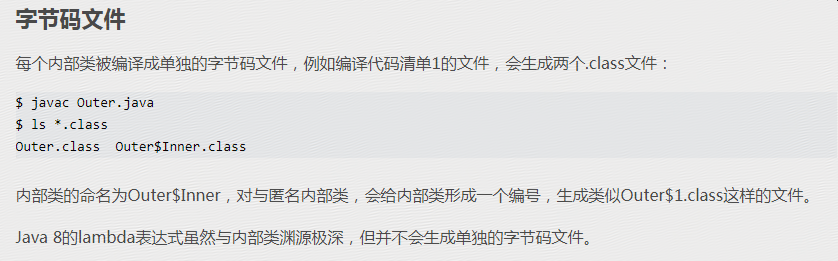 字节码文件
每个内部类被编译成单独的字节码文件，例如编译代码清单1的文件，会生成两个.class文件：
$ javac Outer.java
$ ls *.class
Outer.class  Outer$Inner.class
内部类的命名为Outer$Inner，对与匿名内部类，会给内部类形成一个编号，生成类似Outer$1.class这样的文件。
Java 8的lambda表达式虽然与内部类渊源极深，但并不会生成单独的字节码文件。